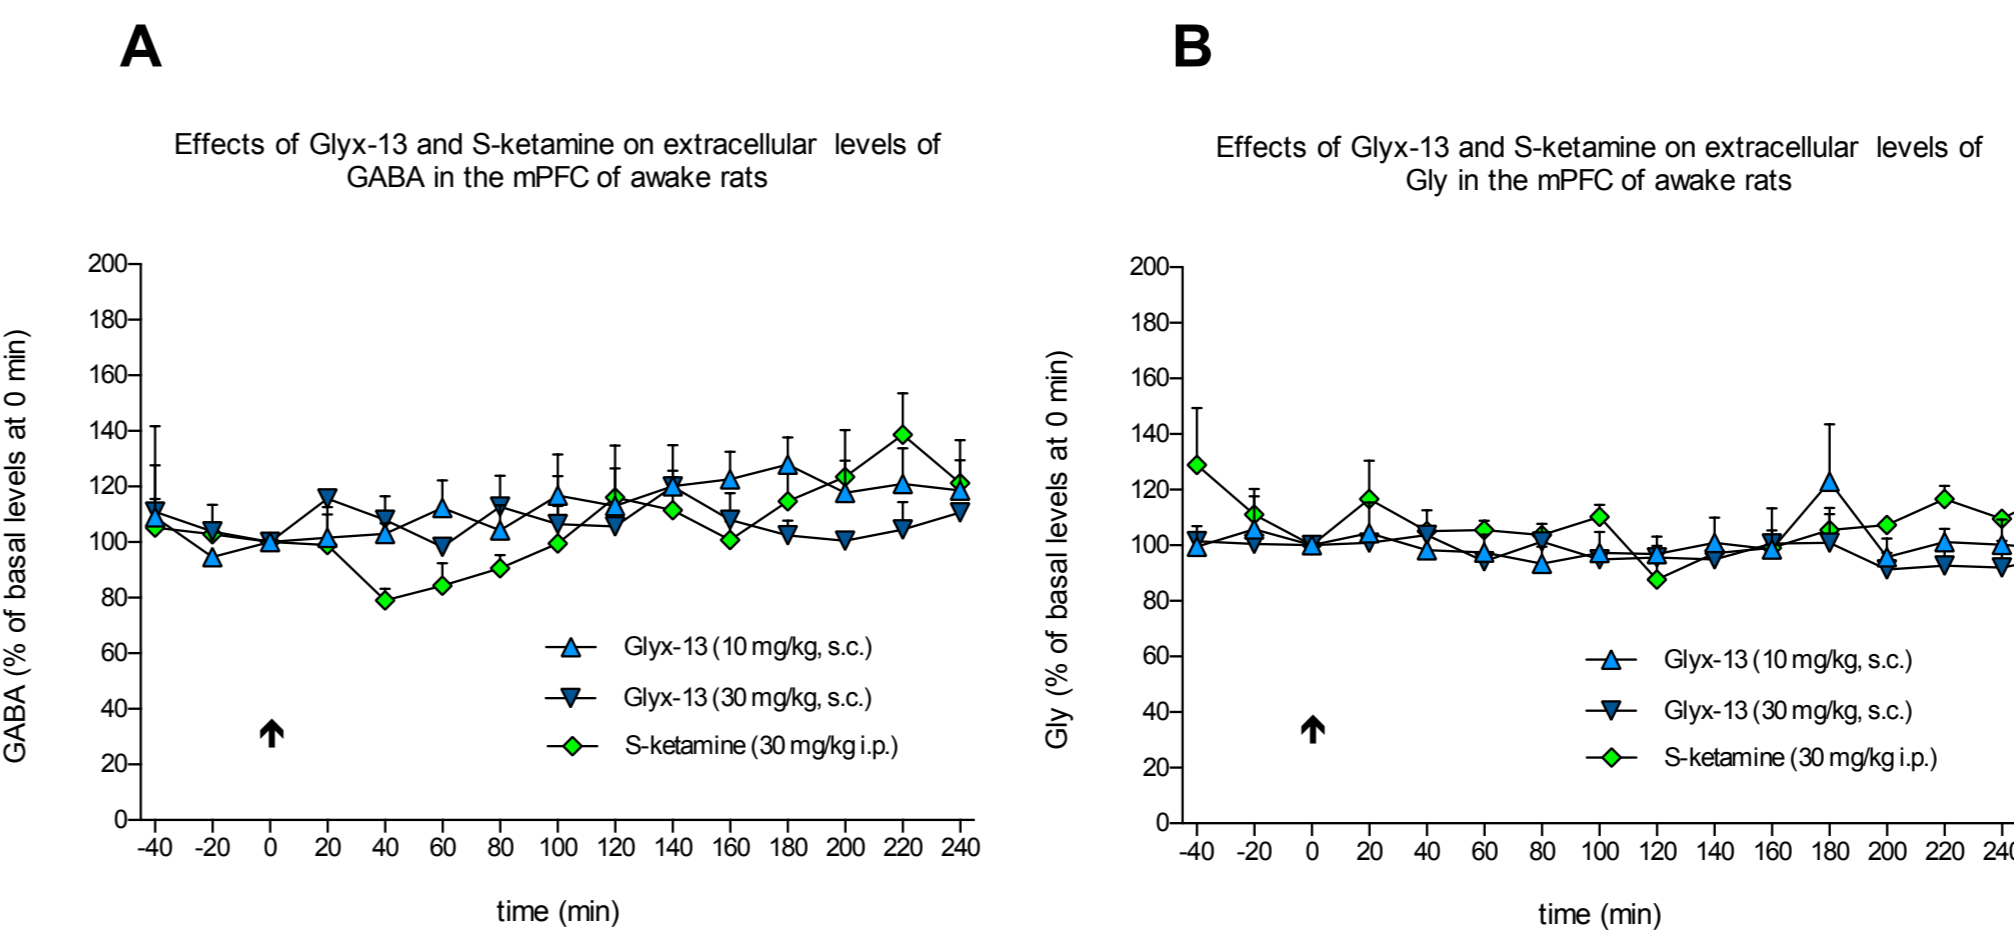 A
Effects of Glyx-13 and S-ketamine on extracellular levels of
GABA in the mPFC of awake rats
GABA (% of basal levels at 0 min)
200
180
160
140
120
100
80
60
40
20
0
Glyx-13 (10 mg/kg, s.c.)
Glyx-13 (30 mg/kg, s.c.)
S-ketamine (30 mg/kg i.p.)
-40 -20 0 20 40 60 80 100 120 140 160 180 200 220 240
time (min)
B
Effects of Glyx-13 and S-ketamine on extracellular levels of
Gly in the mPFC of awake rats
Gly (% of basal levels at 0 min)
200
180
160
140
120
100
80
60
40
20
0
Glyx-13 (10 mg/kg, s.c.)
Glyx-13 (30 mg/kg, s.c.)
S-ketamine (30 mg/kg i.p.)
-40 -20 0 20 40 60 80 100 120 140 160 180 200 220 240
time (min)